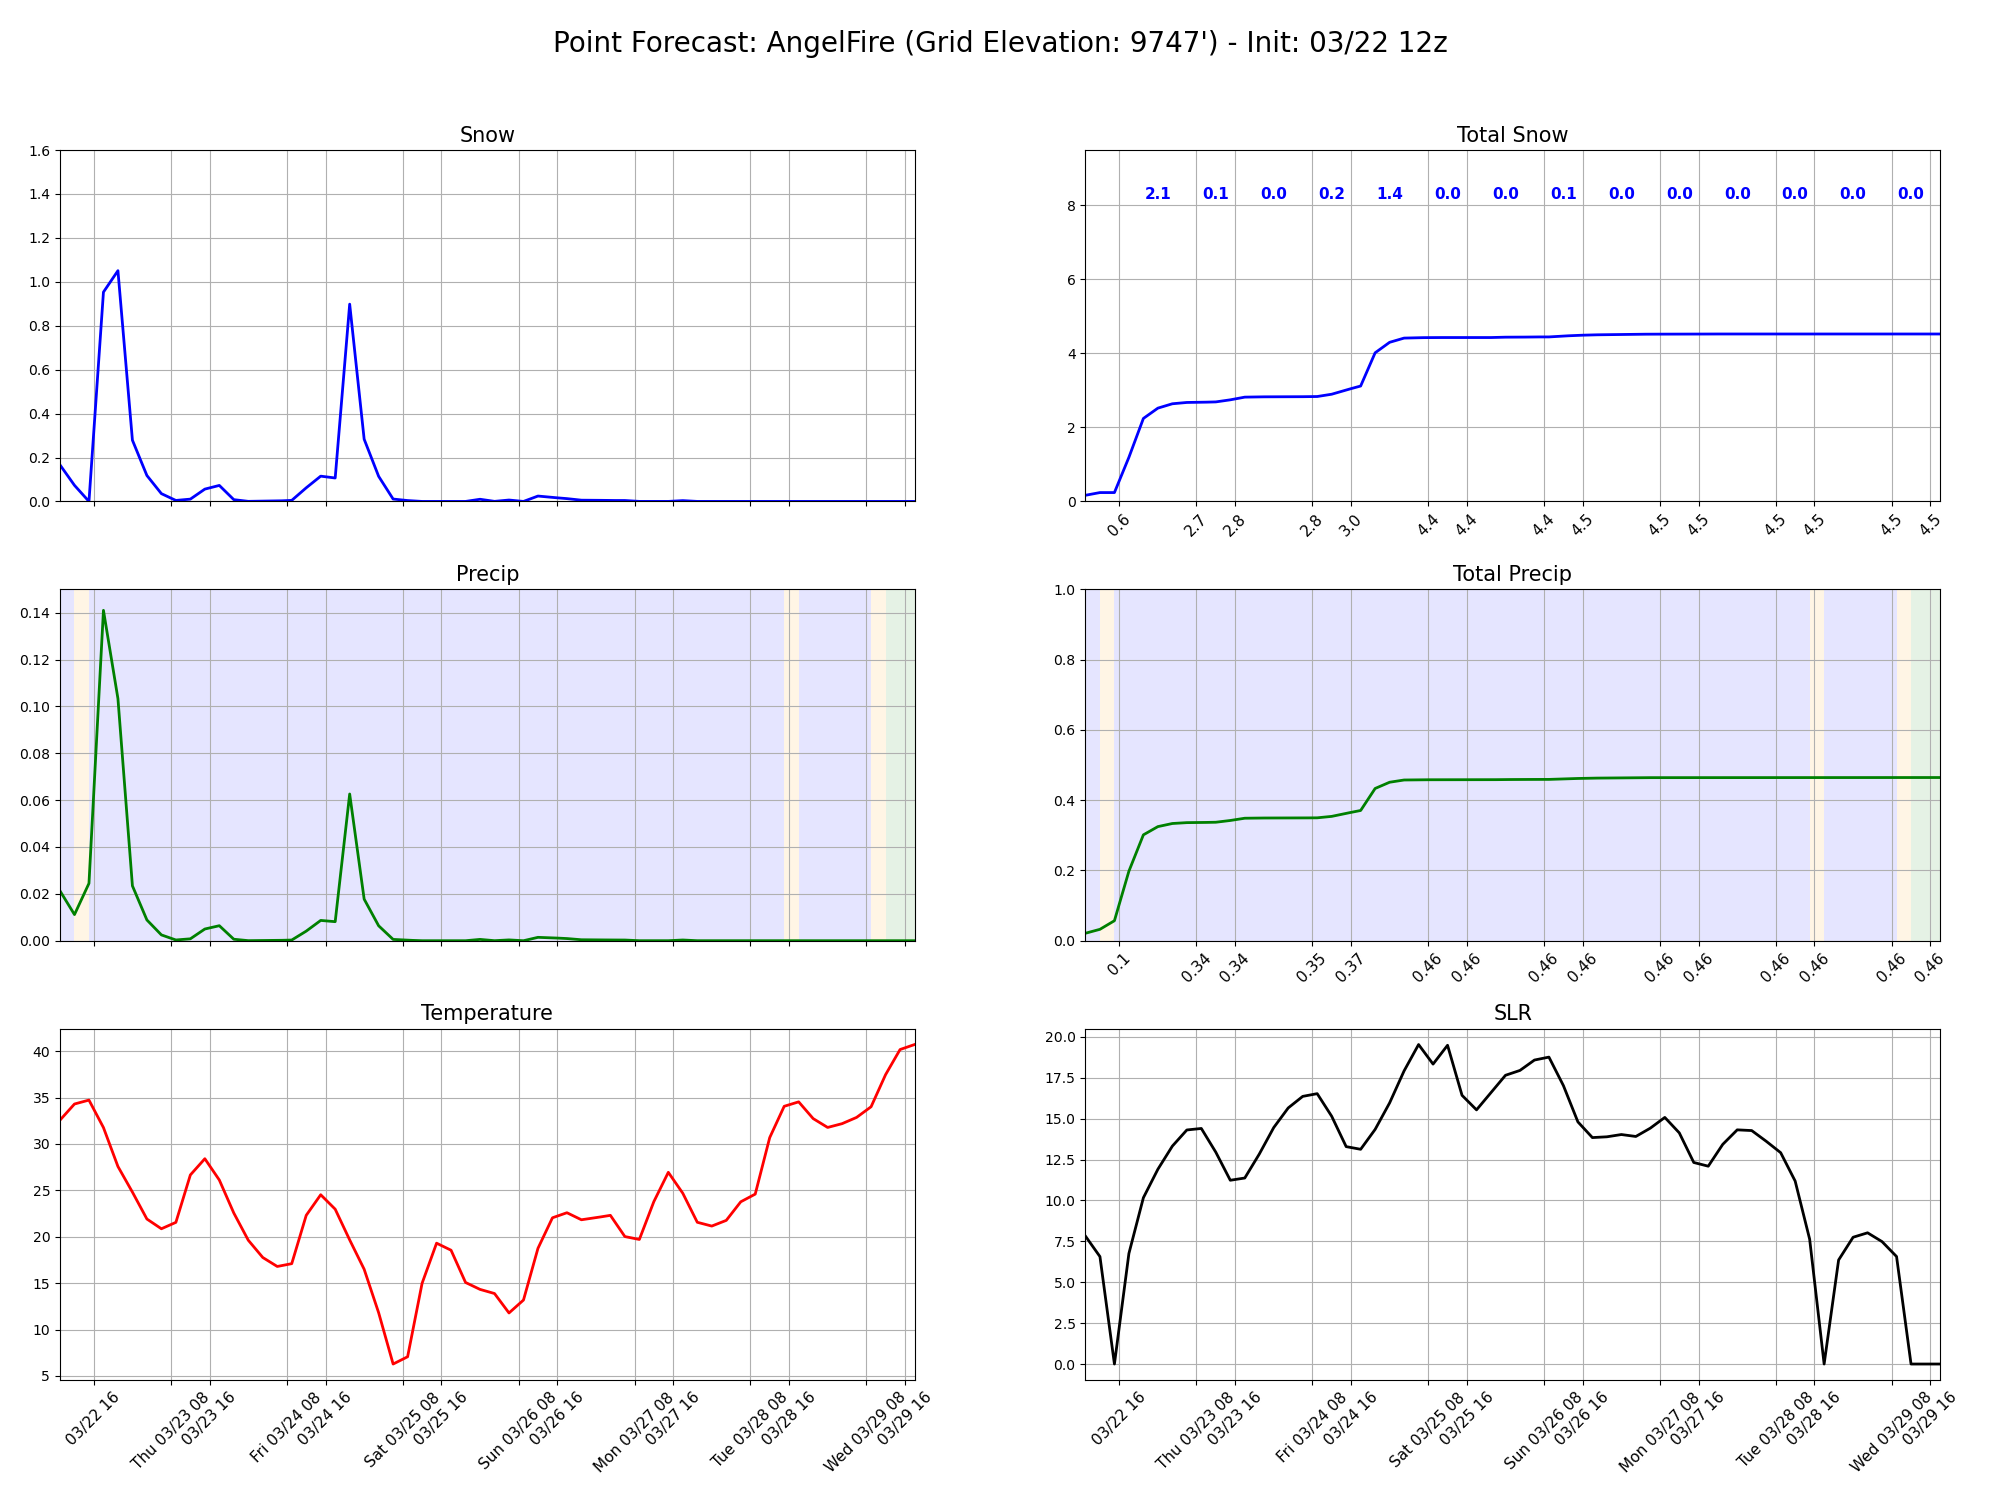 Point Forecast: AngelFire (Grid Elevation: 9747') - Init: 03/22 12z
Snow
1.6
1.4
1.2
1.0
0.8
0.6
0.4
0.2
0.0
Total Snow
2.1 0.1 0.0 0.2 1.4 0.0 0.0 0.1 0.0 0.0 0.0 0.0 0.0 0.0
8
6
4
2
0
0.6 2.7 2.8 2.8 3.0 4.4 4.4 4.4 4.5 4.5 4.5 4.5 4.5 4.5 4.5
Precip
0.14
0.12
0.10
0.08
0.06
0.04
0.02
0.00
Total Precip
1.0
0.8
0.6
0.4
0.2
0.0
0.1 0.34 0.34 0.35 0.37 0.46 0.46 0.46 0.46 0.46 0.46 0.46 0.46 0.46 0.46
Temperature
40
35
30
25
20
15
10
5
03/22 16
Thu 03/23 08
03/23 16
Fri 03/24 08
03/24 16
Sat 03/25 08
03/25 16
Sun 03/26 08
03/26 16
Mon 03/27 08
03/27 16
Tue 03/28 08
03/28 16
Wed 03/29 08
03/29 16
SLR
20.0
17.5
15.0
12.5
10.0
7.5
5.0
2.5
0.0
03/22 16
Thu 03/23 08
03/23 16
Fri 03/24 08
03/24 16
Sat 03/25 08
03/25 16
Sun 03/26 08
03/26 16
Mon 03/27 08
03/27 16
Tue 03/28 08
03/28 16
Wed 03/29 08
03/29 16